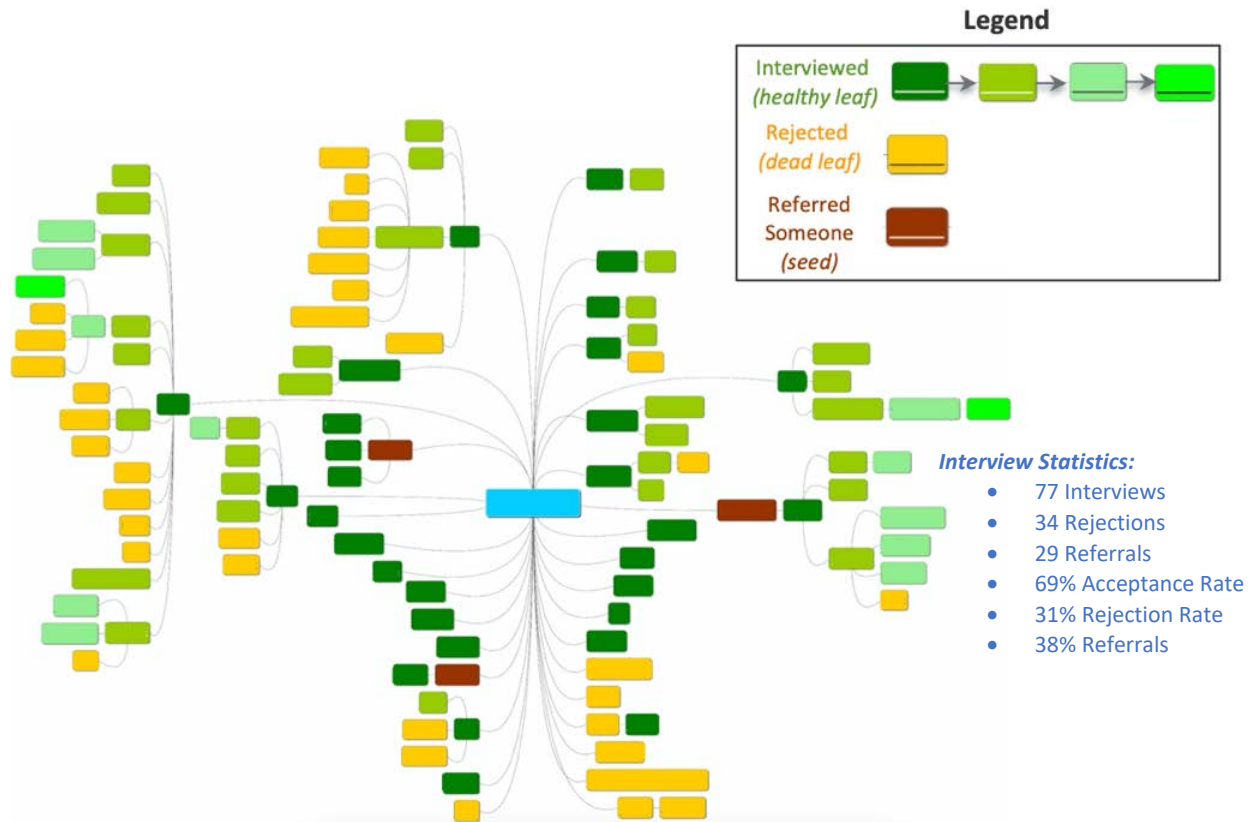 Legend
Interviewed
(healthy leaf)
Rejected
(dead leaf)
Referred
Someone
(seed)
Interview Statistics:
• 77 Interviews
• 34 Rejections
• 29 Referrals
• 69% Acceptance Rate
• 31% Rejection Rate
• 38% Referrals